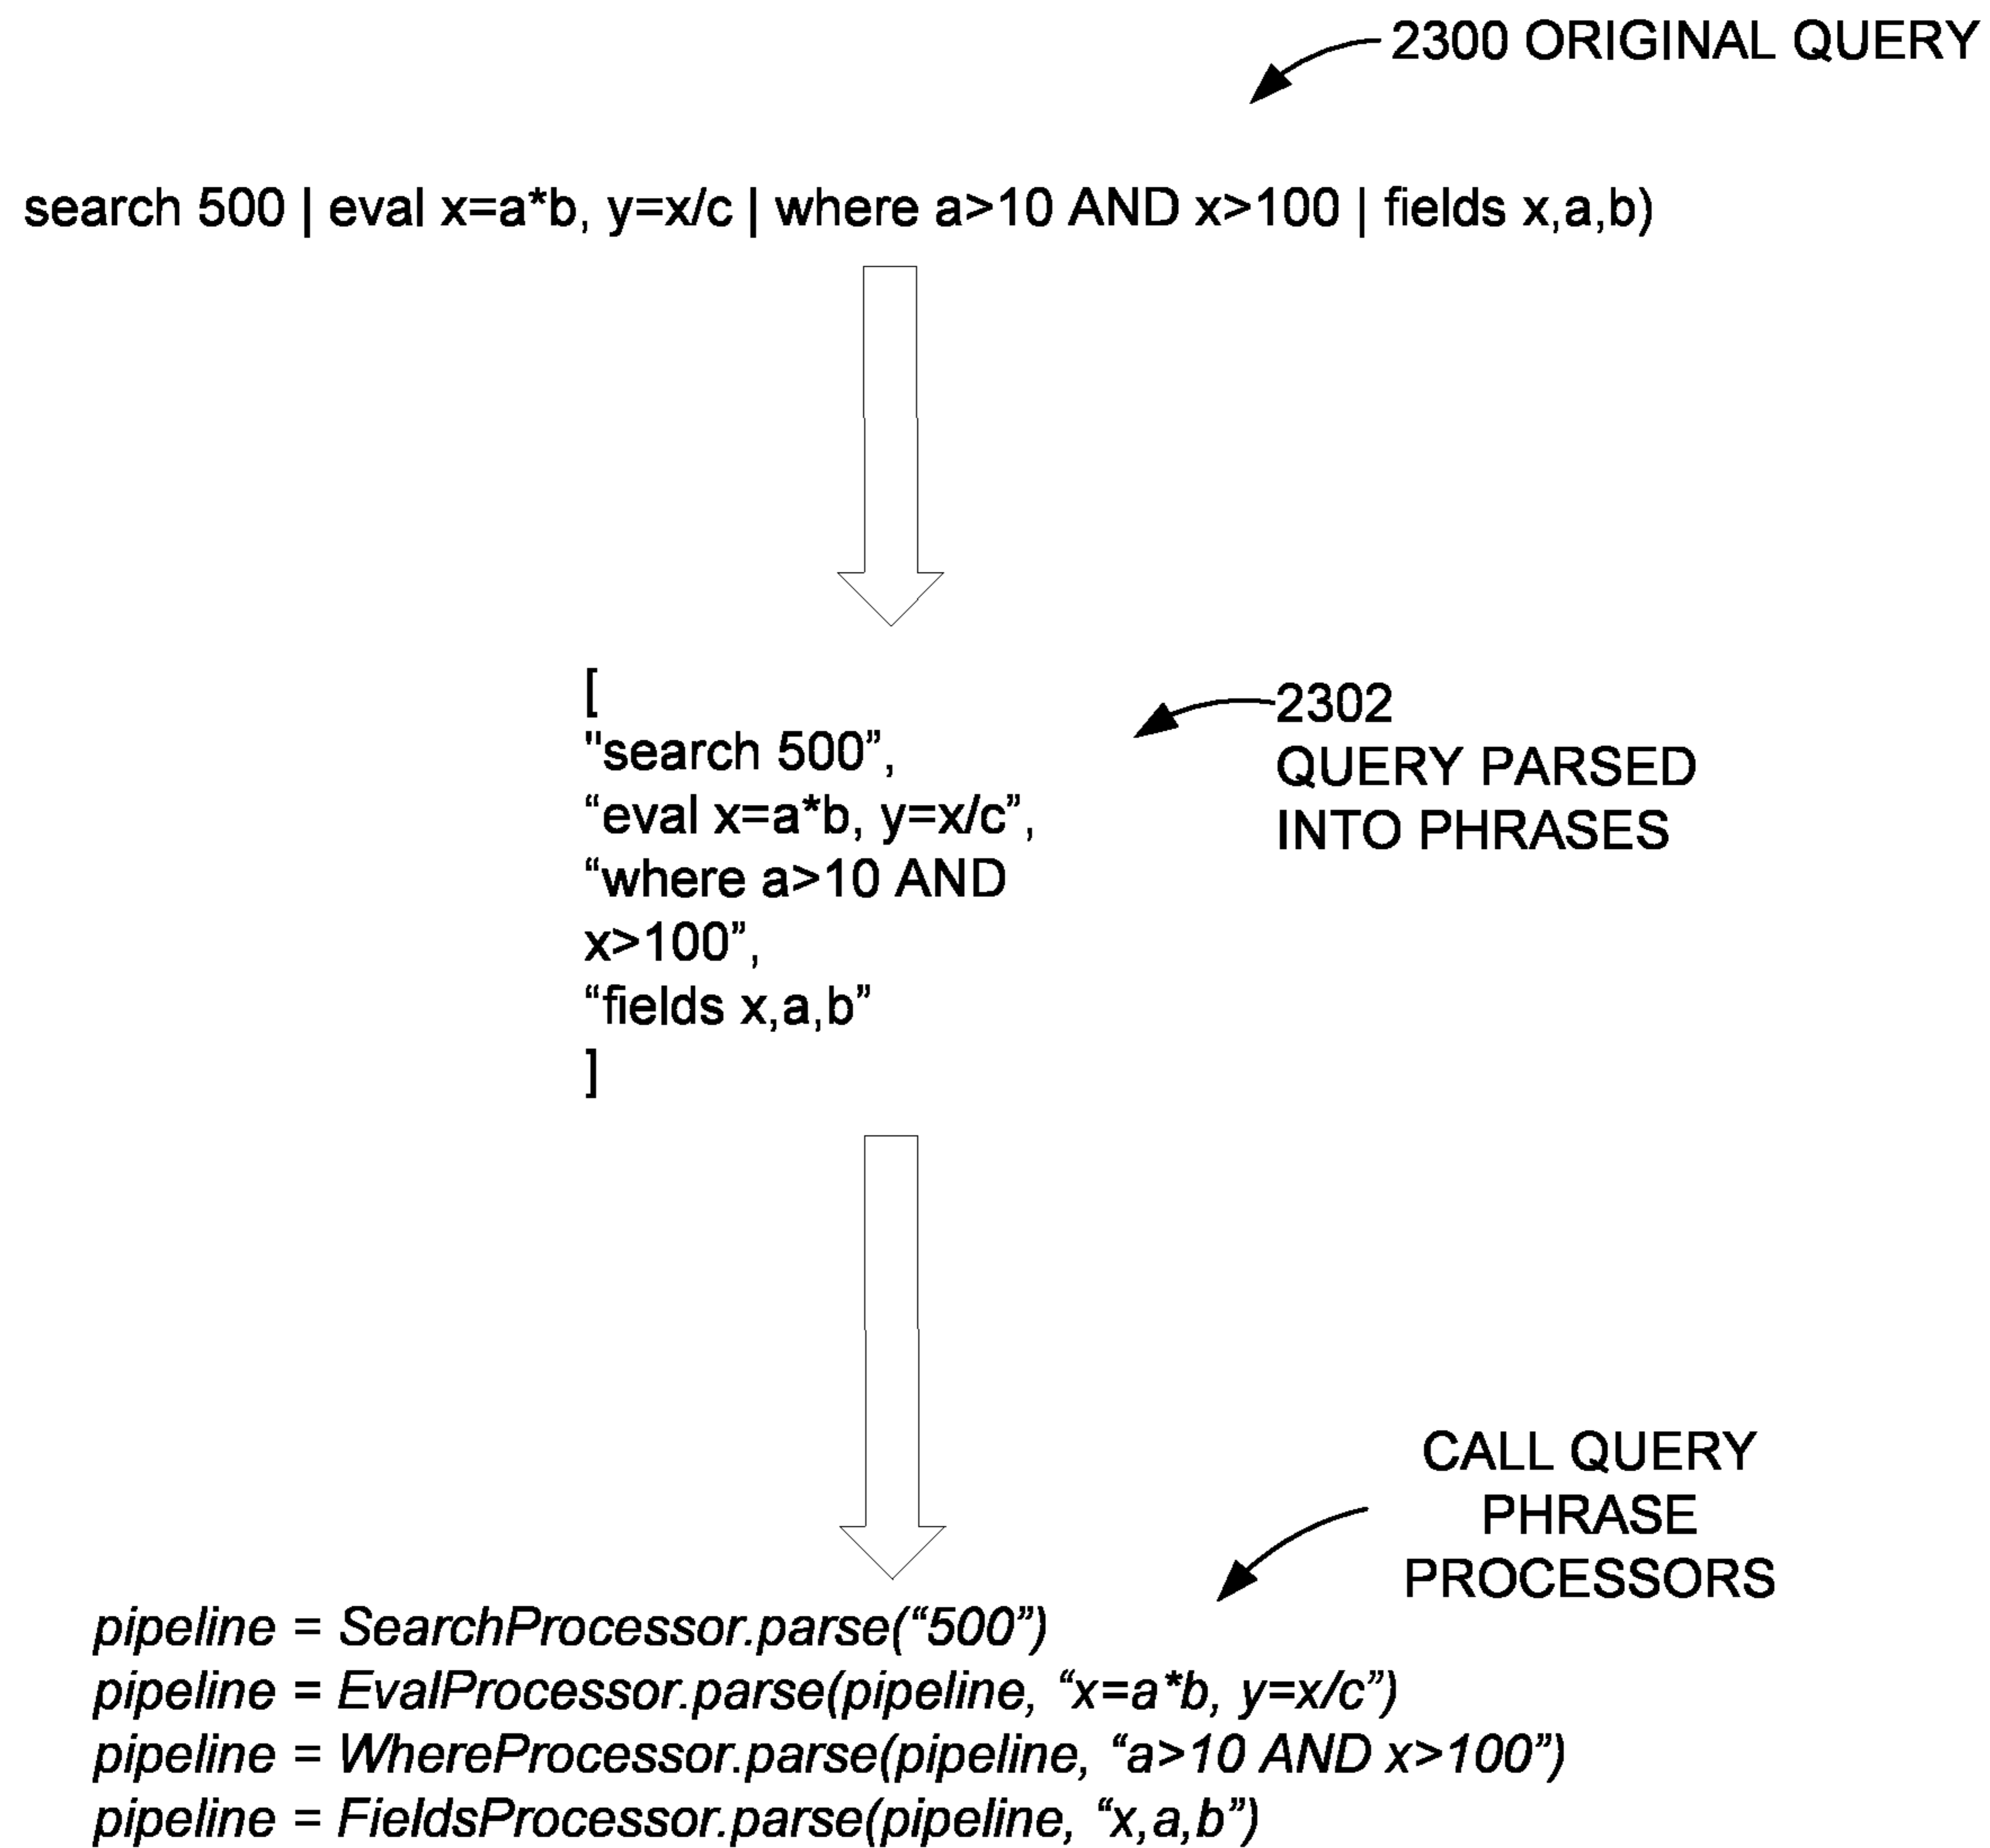 2300 ORIGINAL QUERY
search 500 | eval x=a*b, y=x/c | where a>10 AND x>100 | fields x,a,b)
[
"search 500”,
“eval x=a*b, y=x/c”,
“where a>10 AND
x>100”,
“fields x,a,b”
]
2302
QUERY PARSED
INTO PHRASES
CALL QUERY
PHRASE
PROCESSORS
pipeline = SearchProcessor.parse(“500”)
pipeline = EvalProcessor.parse(pipeline, “x=a*b, y=x/c”)
pipeline = WhereProcessor.parse(pipeline, “a>10 AND x>100”)
pipeline = FieldsProcessor.parse(pipeline, “x,a,b”)